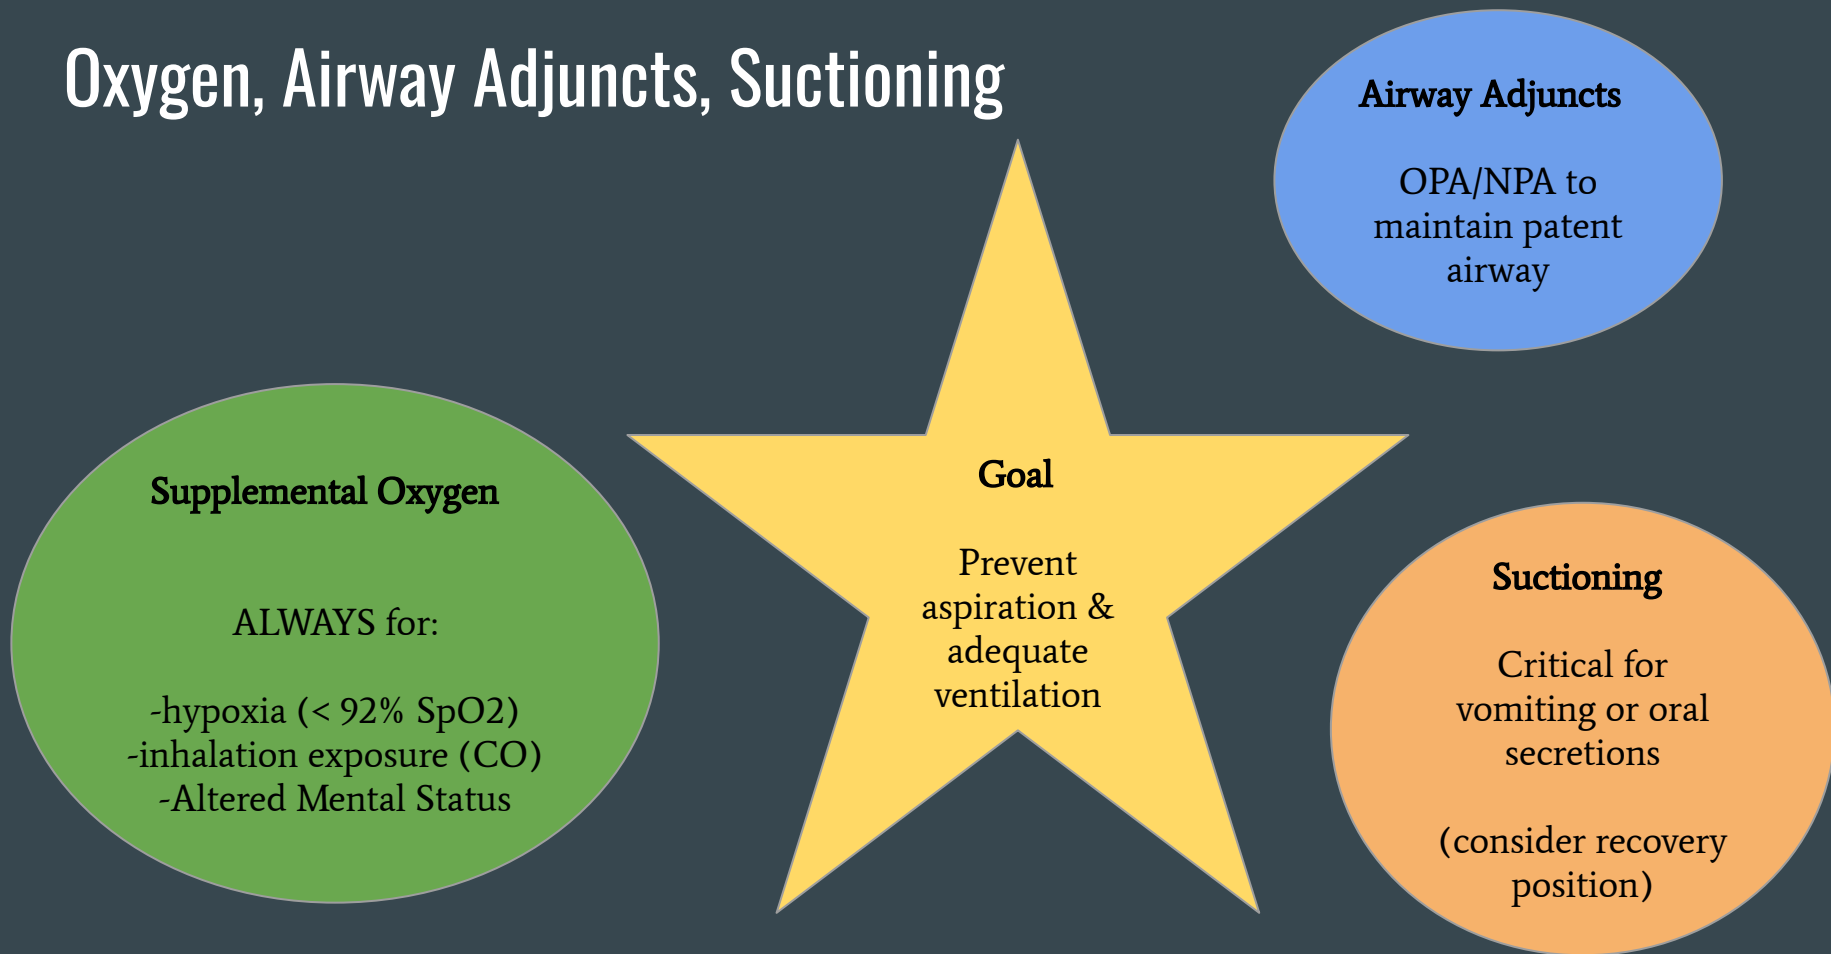 Oxygen, Airway Adjuncts, Suctioning
Airway Adjuncts
OPA/NPA to
maintain patent
airway
Supplemental Oxygen
ALWAYS for:
-hypoxia (< 92% SpO2)
-inhalation exposure (CO)
-Altered Mental Status
Goal
Prevent
aspiration &
adequate
ventilation
Suctioning
Critical for
vomiting or oral
secretions
(consider recovery
position)